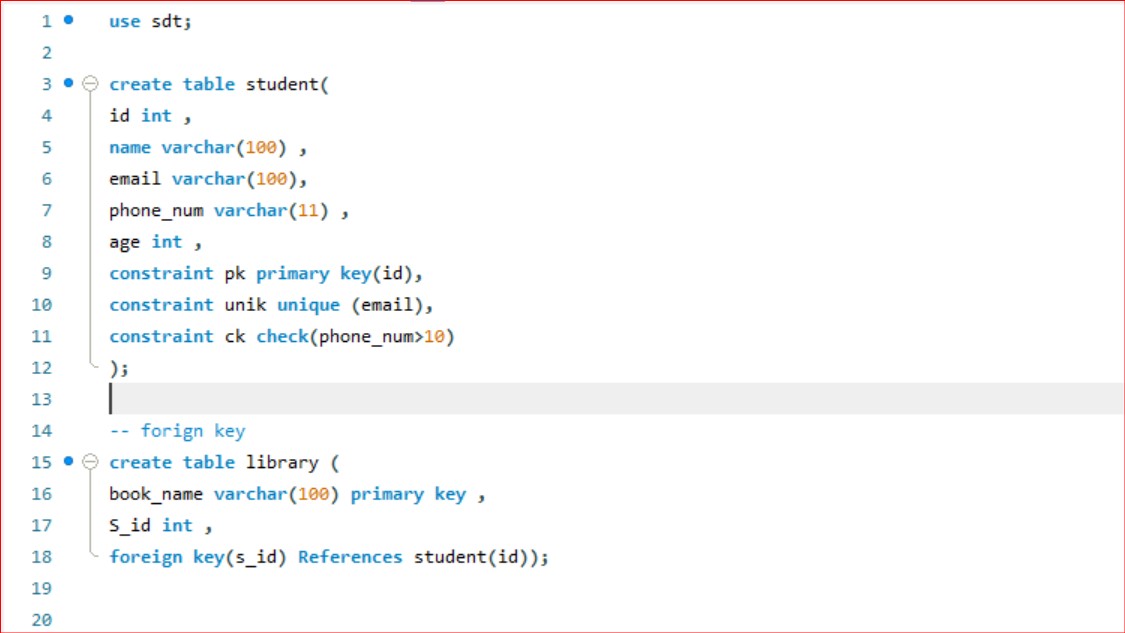 1 use sdt;
2
3 create table student(
4 id int ,
5 name varchar(100) ,
6 email varchar(100),
7 phone_num varchar(11) ,
8 age int ,
9 constraint pk primary key(id),
10 constraint unik unique (email),
11 constraint ck check(phone_num>10)
12 );
13
14 -- forign key
15 create table library (
16 book_name varchar(100) primary key ,
17 S_id int ,
18 foreign key(s_id) References student(id));
19
20